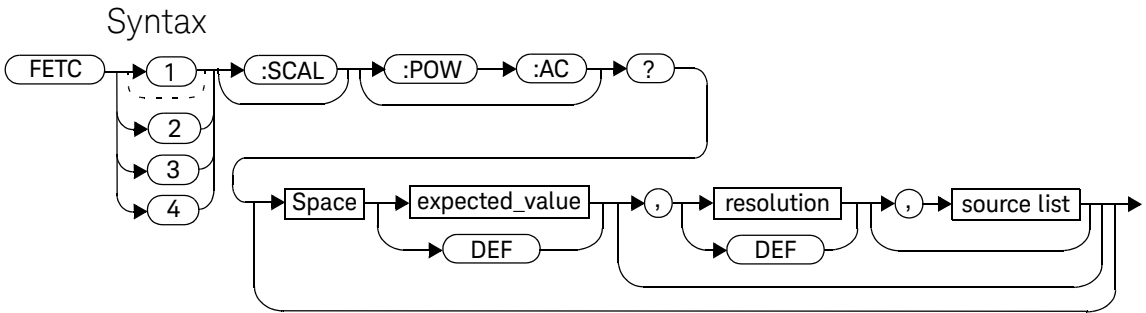 Syntax
FETC 1 :SCAL :POW :AC ?
2
3
4
Space expected_value , resolution , source list
DEF DEF